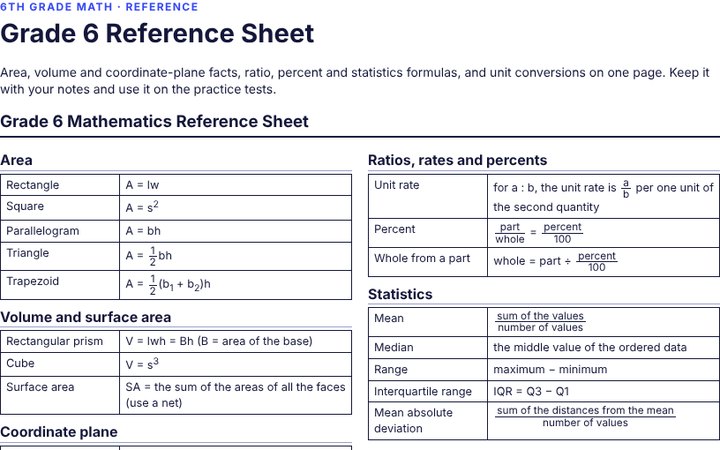 6TH GRADE MATH · REFERENCE
Grade 6 Reference Sheet
Area, volume and coordinate-plane facts, ratio, percent and statistics formulas, and unit conversions on one page. Keep it
with your notes and use it on the practice tests.
Grade 6 Mathematics Reference Sheet
Area
Rectangle A = lw
Square A = s²
Parallelogram A = bh
Triangle A = 1/2 bh
Trapezoid A = 1/2 (b₁ + b₂)h
Volume and surface area
Rectangular prism V = lwh = Bh (B = area of the base)
Cube V = s³
Surface area SA = the sum of the areas of all the faces
(use a net)
Coordinate plane
Ratios, rates and percents
Unit rate for a : b, the unit rate is a/b per one unit of
the second quantity
Percent part/whole = percent/100
Whole from a part whole = part ÷ percent/100
Statistics
Mean sum of the values/number of values
Median the middle value of the ordered data
Range maximum − minimum
Interquartile range IQR = Q3 − Q1
Mean absolute
deviation sum of the distances from the mean/number of values